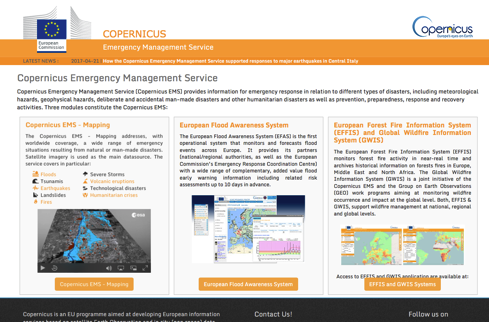 European
Commission
COPERNICUS
Emergency Management Service
Copernicus
Europe's eyes on Earth
LATEST NEWS : 2017-04-21 How the Copernicus Emergency Management Service supported responses to major earthquakes in Central Italy
Copernicus Emergency Management Service
Copernicus Emergency Management Service (Copernicus EMS) provides information for emergency response in relation to different types of disasters, including meteorological
hazards, geophysical hazards, deliberate and accidental man-made disasters and other humanitarian disasters as well as prevention, preparedness, response and recovery
activities. Three modules constitute the Copernicus EMS:
Copernicus EMS - Mapping
The Copernicus EMS - Mapping addresses, with
worldwide coverage, a wide range of emergency
situations resulting from natural or man-made disasters.
Satellite imagery is used as the main datasource. The
service covers in particular:
Floods
Tsunamis
Earthquakes
Landslides
Fires
Severe Storms
Volcanic eruptions
Technological disasters
Humanitarian crises
esa
Copernicus EMS - Mapping
European Flood Awareness System
The European Flood Awareness System (EFAS) is the first
operational system that monitors and forecasts flood
events across Europe. It provides its partners
(national/regional authorities, as well as the European
Commission's Emergency Response Coordination Centre)
with a wide range of complementary, added value flood
early warning information including related risk
assessments up to 10 days in advance.
European Flood Awareness System
European Forest Fire Information System
(EFFIS) and Global Wildfire Information
System (GWIS)
The European Forest Fire Information System (EFFIS)
monitors forest fire activity in near-real time and
archives historical information on forests fires in Europe,
Middle East and North Africa. The Global Wildfire
Information System (GWIS) is a joint initiative of the
Copernicus EMS and the Group on Earth Observations
(GEO) work programs aiming at monitoring wildfire
occurrence and impact at the global level. Both, EFFIS &
GWIS, support wildfire management at national, regional
and global levels.
Access to EFFIS and GWIS application are available at:
EFFIS and GWIS Systems
Copernicus is an EU programme aimed at developing European information
Contact Us!
Follow us on